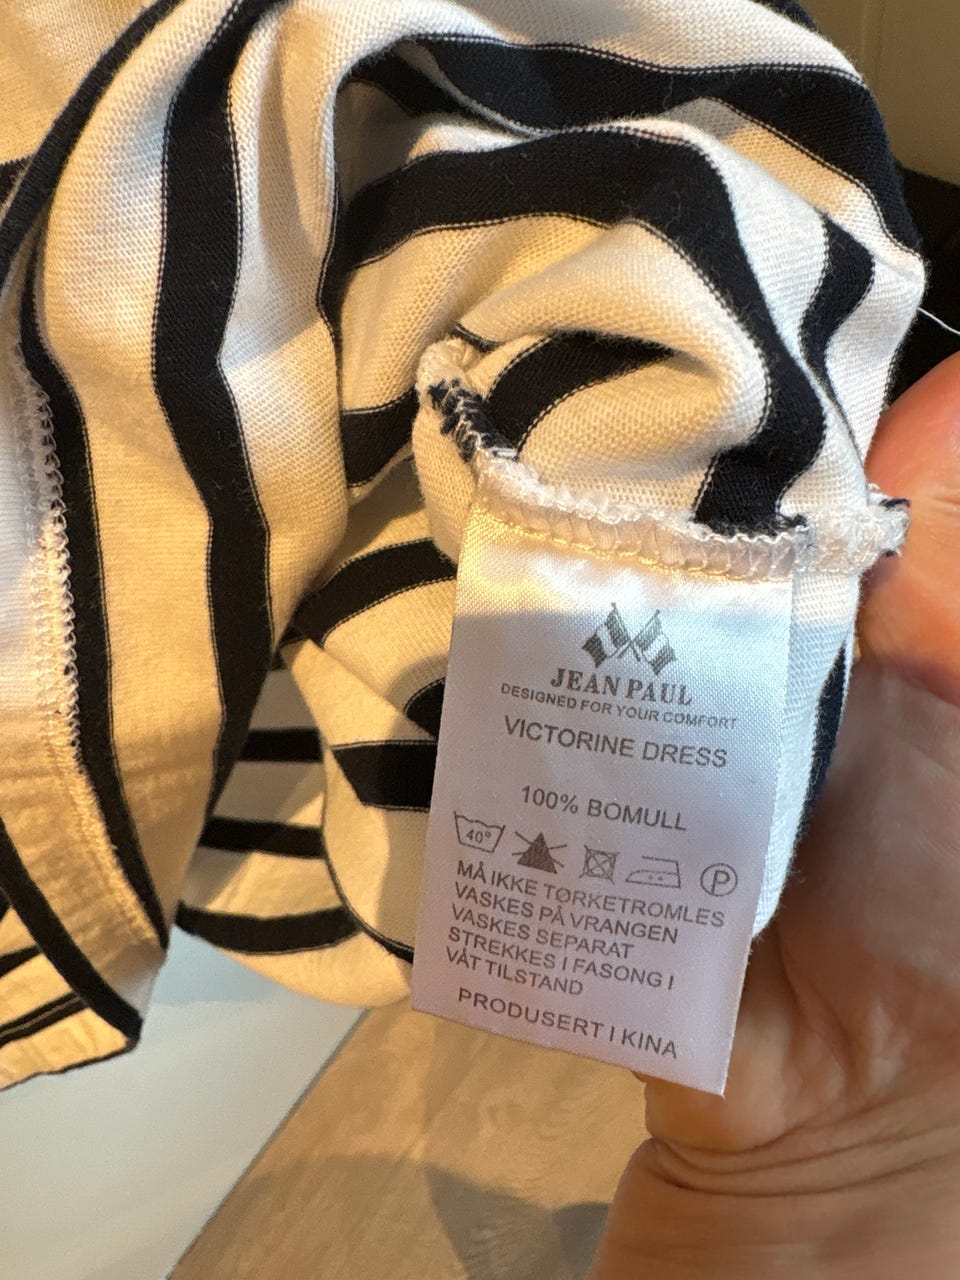 JEAN PAUL
DESIGNED FOR YOUR COMFORT
VICTORINE DRESS
100% BOMULL
40° P
MÅ IKKE TØRKETROMLES
VASKES PÅ VRANGEN
VASKES SEPARAT
STREKKES I FASONG I
VÅT TILSTAND
PRODUSERT I KINA